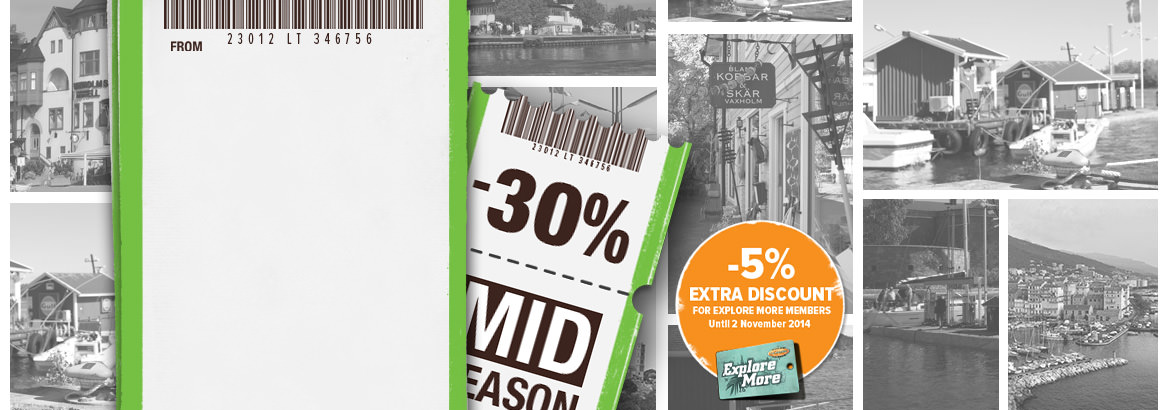 23012 LT 346756
FROM
23012 LT 346756
-30%
MID
EASON
KOPSAR
&
SKÄR
VAXHOLM
-5%
EXTRA DISCOUNT
FOR EXPLORE MORE MEMBERS
Until 2 November 2014
Explore
More